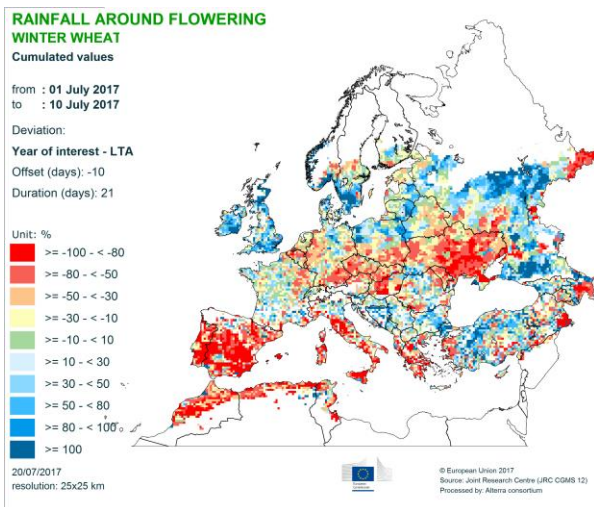 RAINFALL AROUND FLOWERING
WINTER WHEAT
Cumulated values
from : 01 July 2017
to : 10 July 2017
Deviation:
Year of interest - LTA
Offset (days): -10
Duration (days): 21
Unit: %
>= -100 - < -80
>= -80 - < -50
>= -50 - < -30
>= -30 - < -10
>= -10 - < 10
>= 10 - < 30
>= 30 - < 50
>= 50 - < 80
>= 80 - < 100
>= 100
20/07/2017
resolution: 25x25 km
European
Commission
© European Union 2017
Source: Joint Research Centre (JRC CGMS 12)
Processed by: Alterra consortium